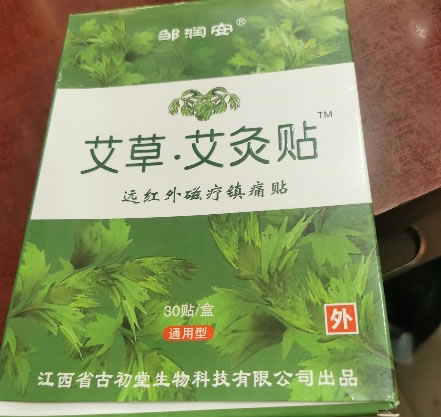 邹润安®
艾草·艾灸贴™
远红外磁疗镇痛贴
30贴/盒
通用型
外
江西省古初堂生物科技有限公司出品